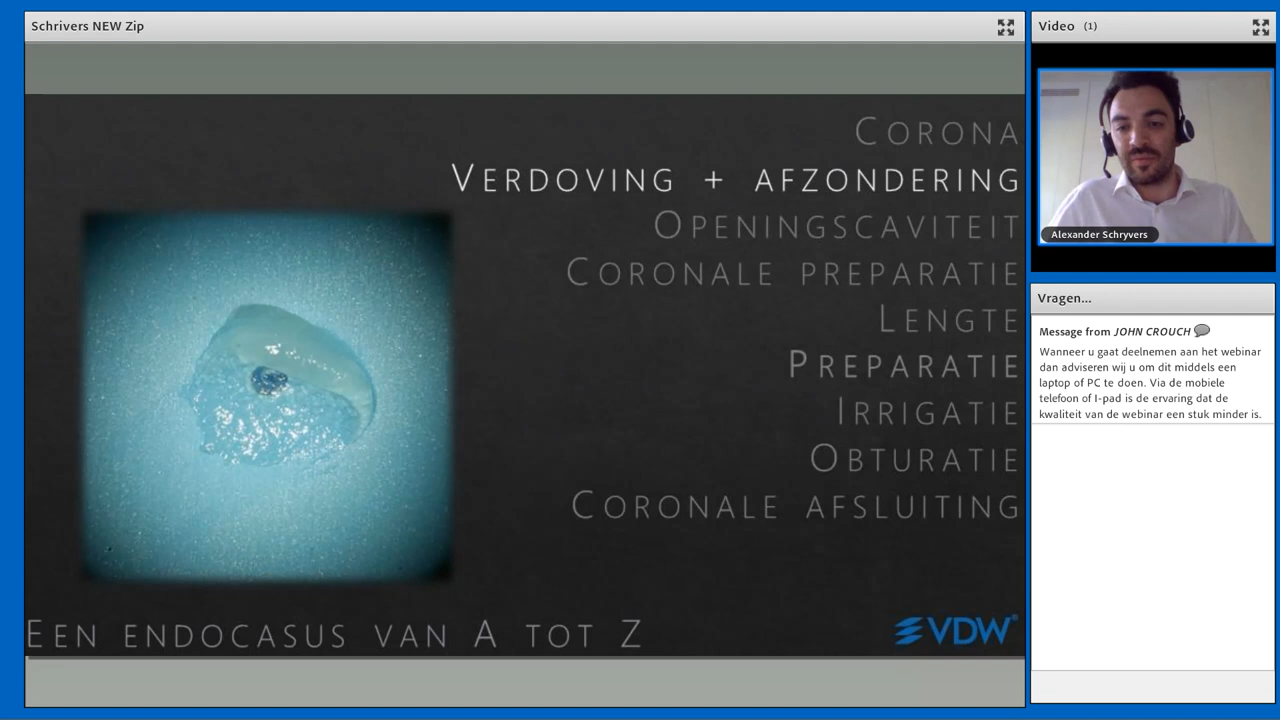 Schrivers NEW Zip
CORONA
VERDOVING + AFZONDERING
OPENINGSCAVITEIT
CORONALE PREPARATIE
LENGTE
PREPARATIE
IRRIGATIE
OBTURATIE
CORONALE AFSLUITING
EEN ENDOCASUS VAN A TOT Z
VDW®
Video (1)
Alexander Schryvers
Vragen...
Message from JOHN CROUCH
Wanneer u gaat deelnemen aan het webinar
dan adviseren wij u om dit middels een
laptop of PC te doen. Via de mobiele
telefoon of I-pad is de ervaring dat de
kwaliteit van de webinar een stuk minder is.